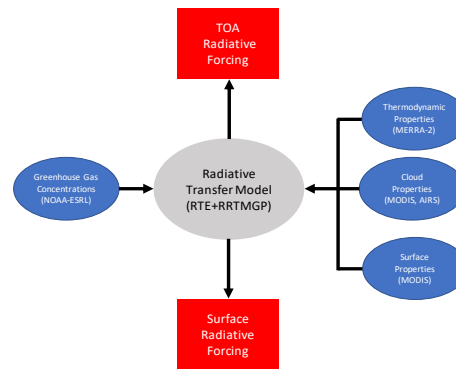 TOA
Radiative
Forcing
Thermodynamic
Properties
(MERRA-2)
Greenhouse Gas
Concentrations
(NOAA-ESRL)
Radiative
Transfer Model
(RTE+RRTMGP)
Cloud
Properties
(MODIS, AIRS)
Surface
Properties
(MODIS)
Surface
Radiative
Forcing